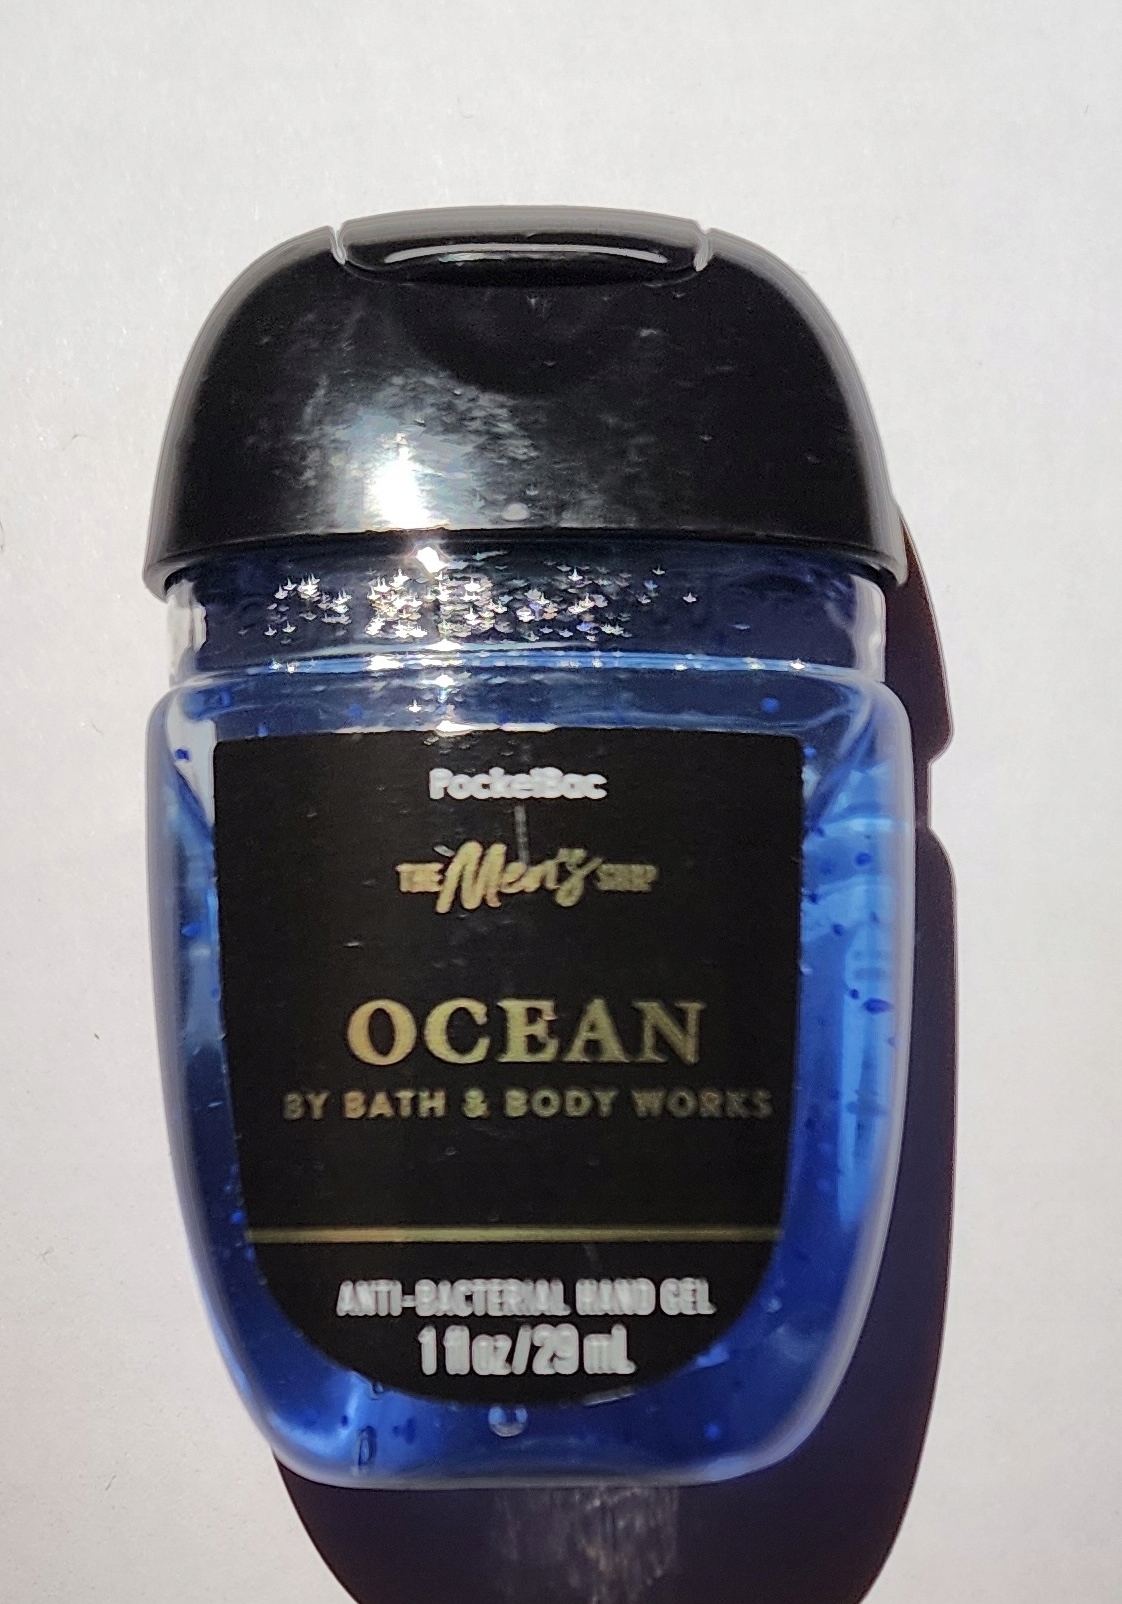 PocketBac
THE Men's SHOP
OCEAN
BY BATH & BODY WORKS
ANTI-BACTERIAL HAND GEL
1 fl oz/29 mL